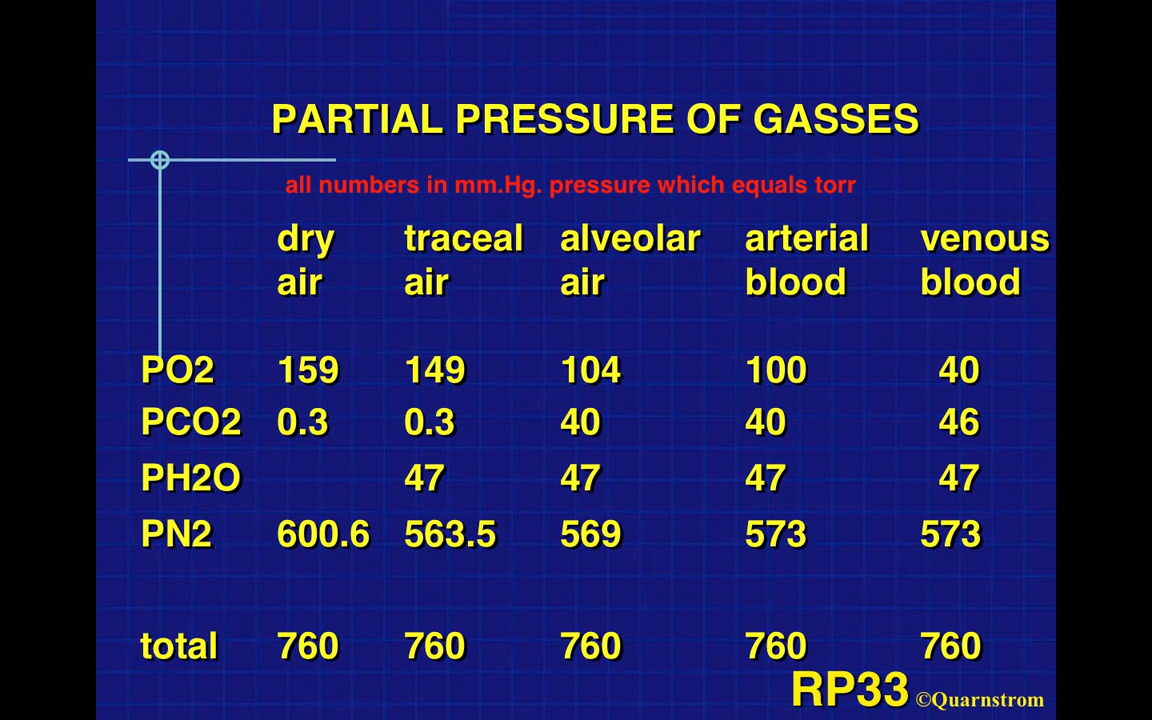 PARTIAL PRESSURE OF GASSES
all numbers in mm.Hg. pressure which equals torr
dry traceal alveolar arterial venous
air air air blood blood
PO2 159 149 104 100 40
PCO2 0.3 0.3 40 40 46
PH2O 47 47 47 47
PN2 600.6 563.5 569 573 573
total 760 760 760 760 760
RP33 ©Quarnstrom